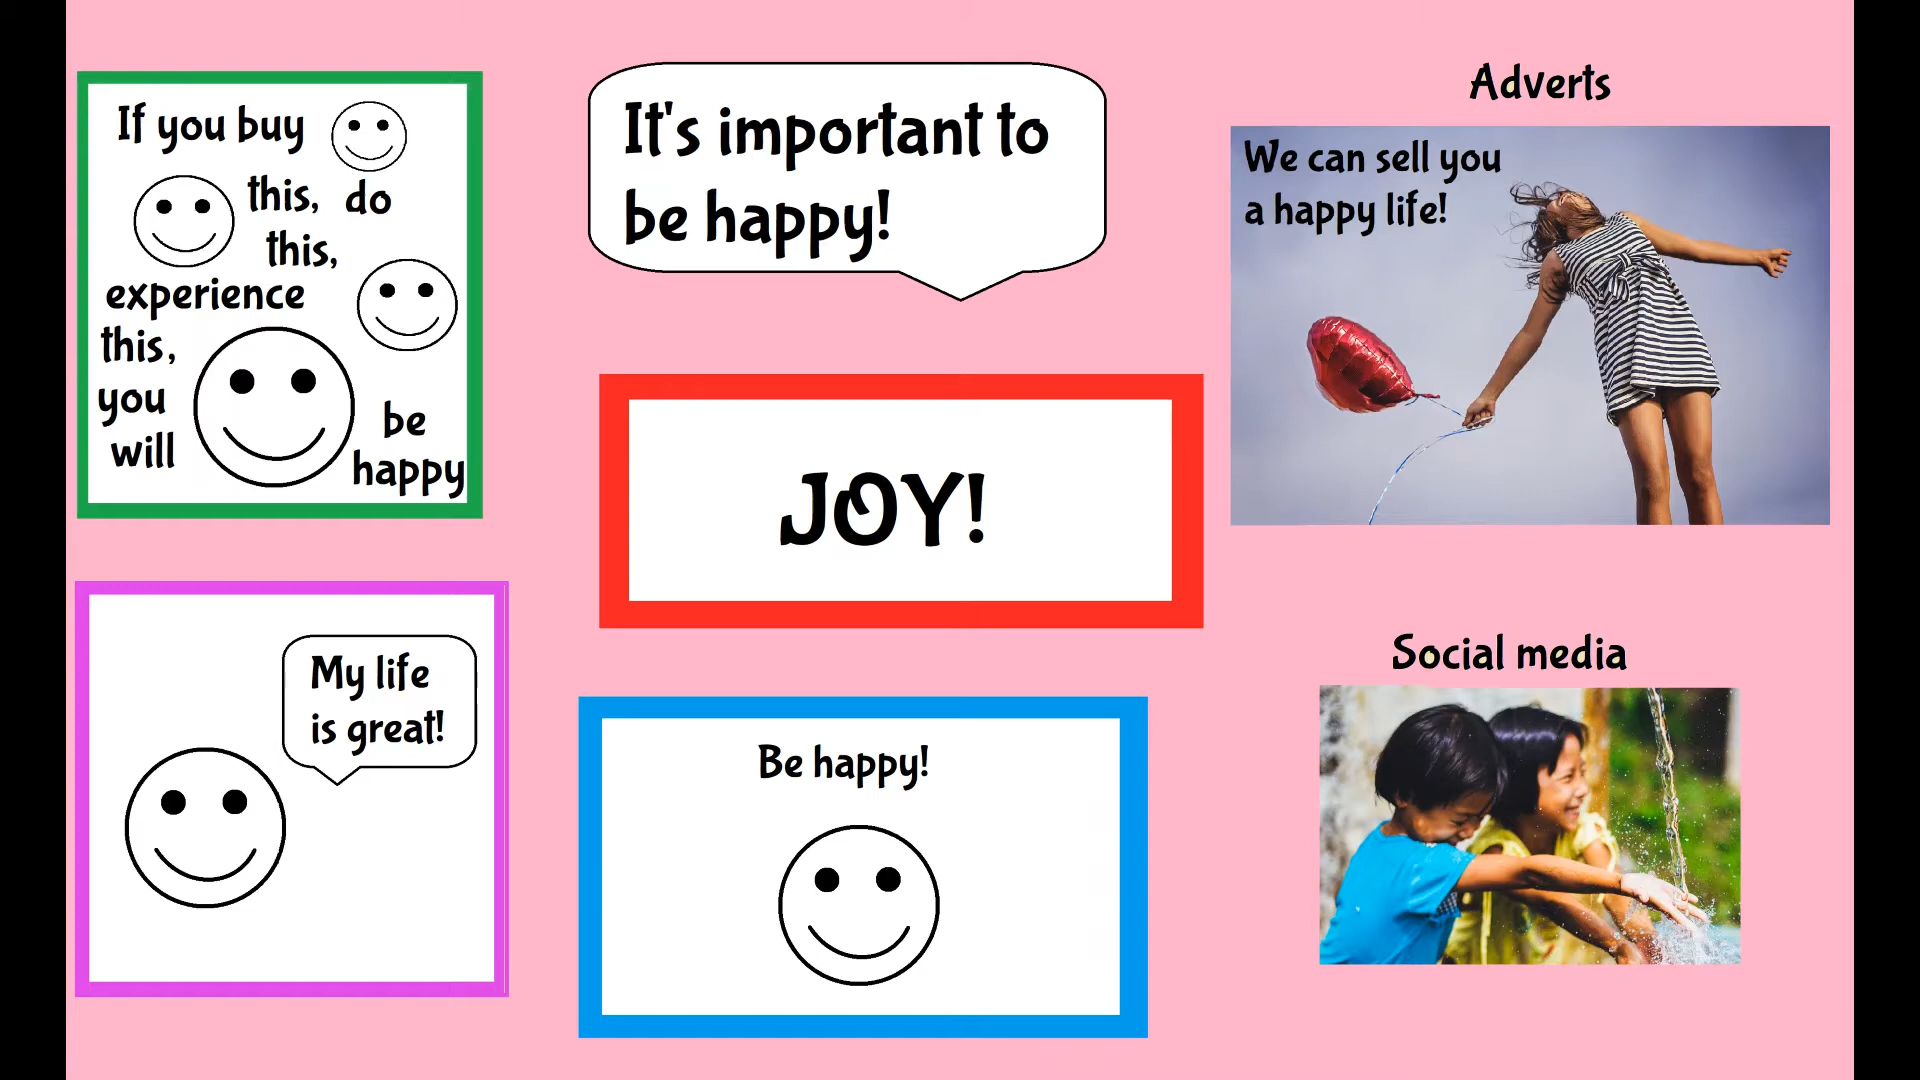 If you buy
this, do
this,
experience
this,
you
will
be
happy
My life
is great!
It's important to
be happy!
JOY!
Be happy!
Adverts
We can sell you
a happy life!
Social media